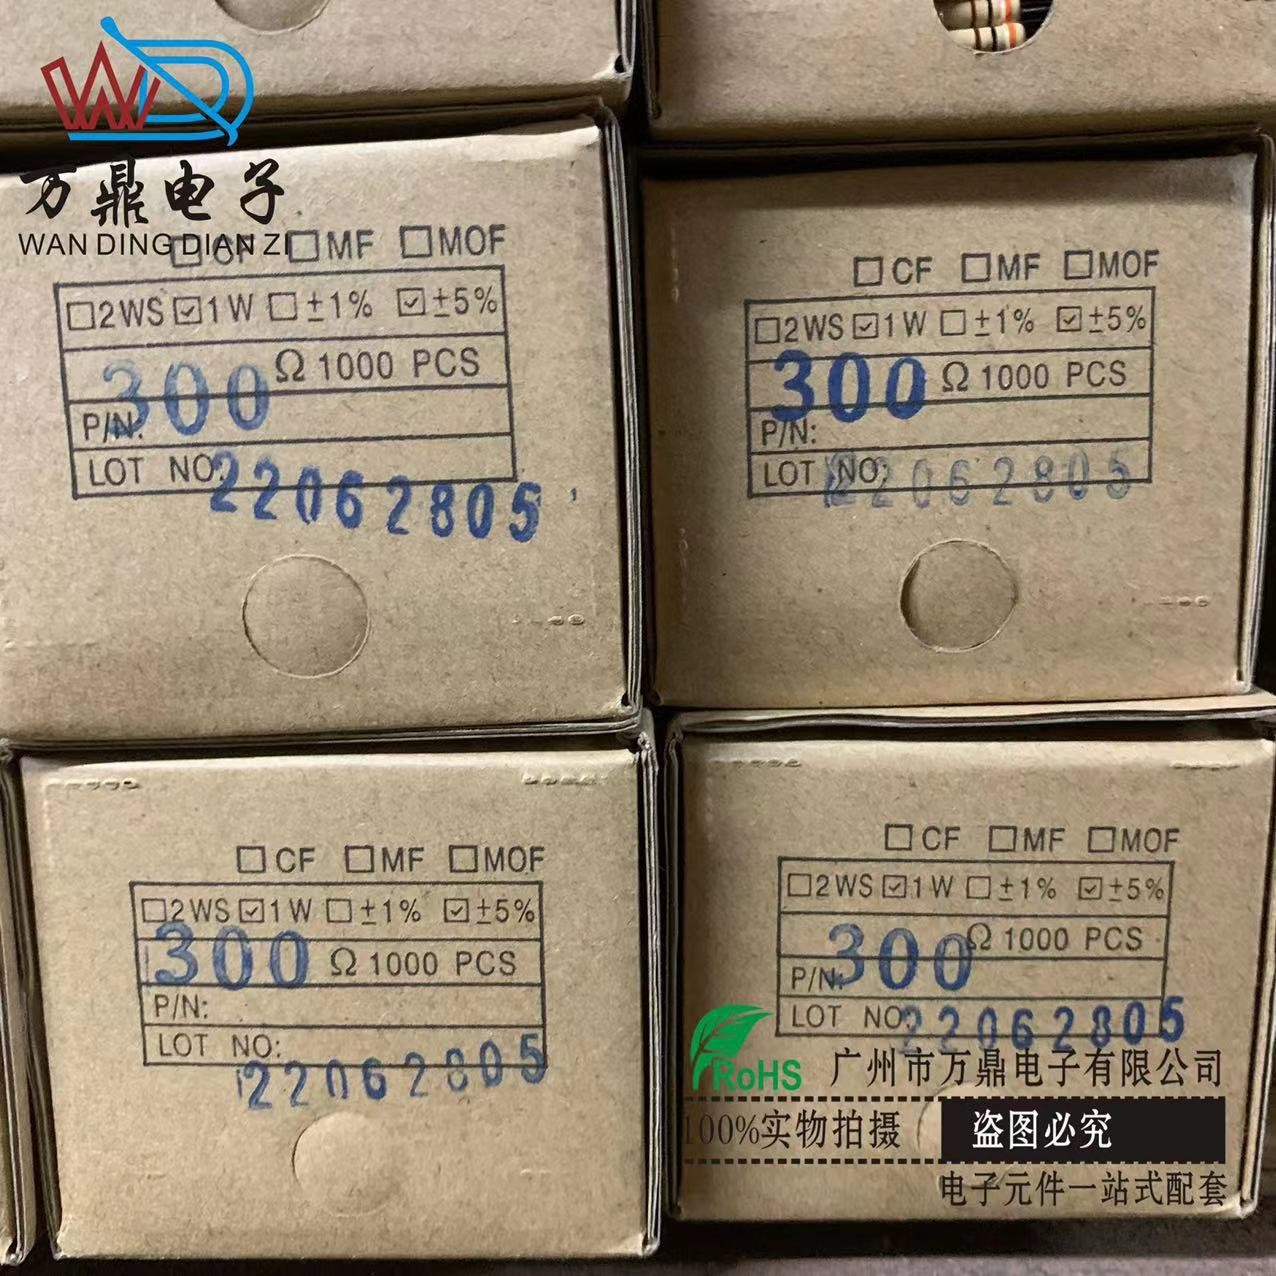 WD
万鼎电子
WAN DING DIAN ZI
CF MF MOF
2WS 1W ±1% ±5%
300 Ω 1000 PCS
P/N:
LOT NO: 22062805
CF MF MOF
2WS 1W ±1% ±5%
300 Ω 1000 PCS
P/N:
LOT NO: 22062805
CF MF MOF
2WS 1W ±1% ±5%
300 Ω 1000 PCS
P/N:
LOT NO:
22062805
CF MF MOF
2WS 1W ±1% ±5%
300 Ω 1000 PCS
P/N:
LOT NO: 22062805
RoHS 广州市万鼎电子有限公司
100%实物拍摄 盗图必究
电子元件一站式配套